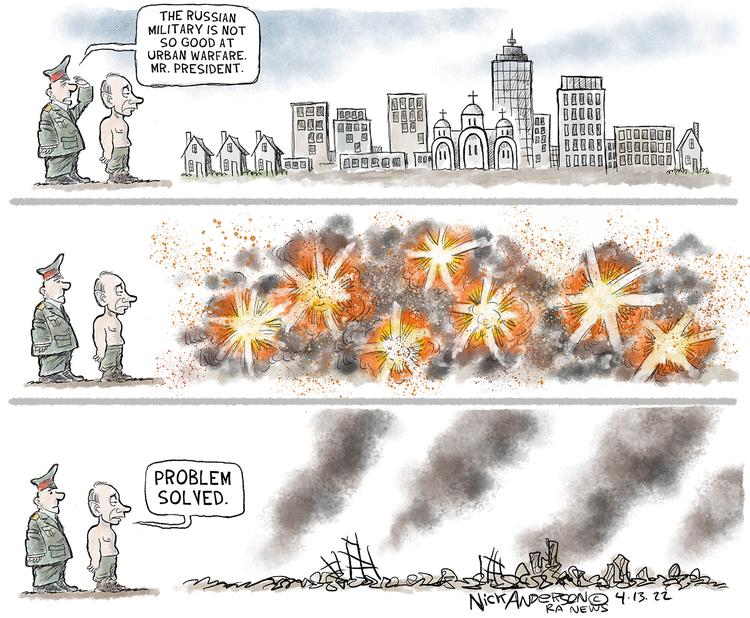 THE RUSSIAN
MILITARY IS NOT
SO GOOD AT
URBAN WARFARE.
MR. PRESIDENT.
PROBLEM
SOLVED.
NICK ANDERSON © 4.13.22
RA NEWS